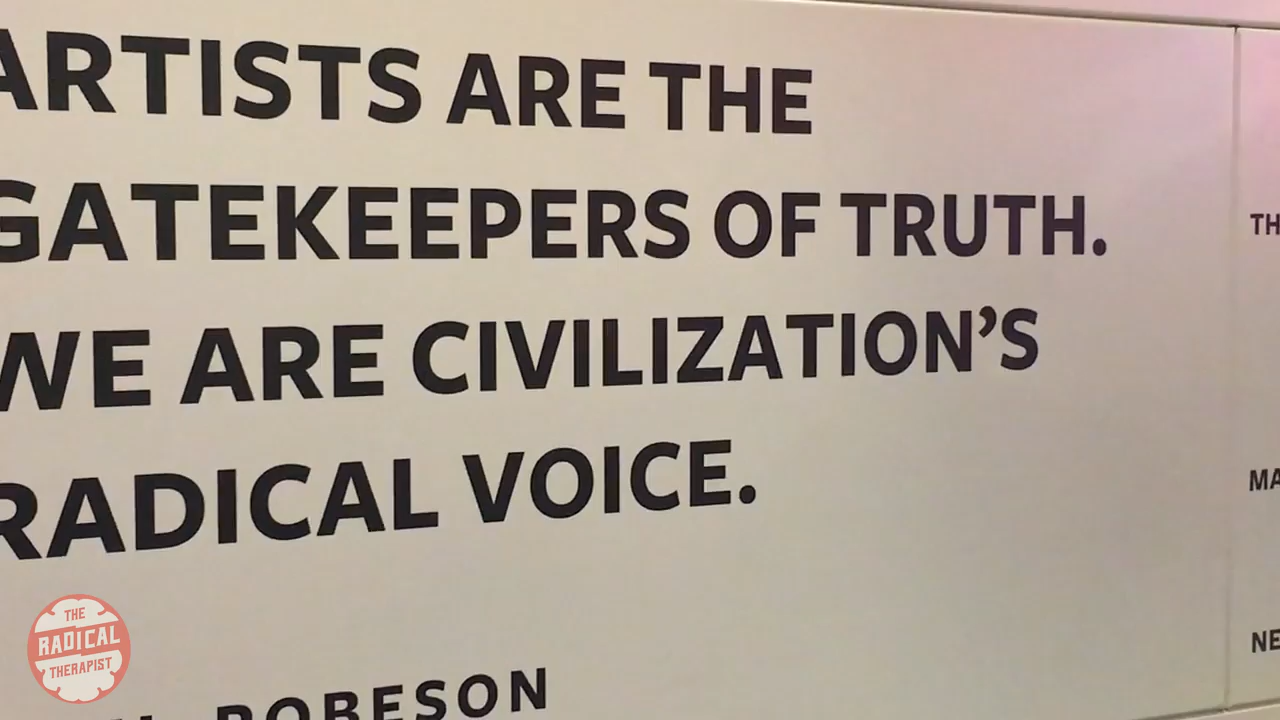 ARTISTS ARE THE
GATEKEEPERS OF TRUTH.
WE ARE CIVILIZATION'S
RADICAL VOICE.
ROBESON
THE
RADICAL
THERAPIST